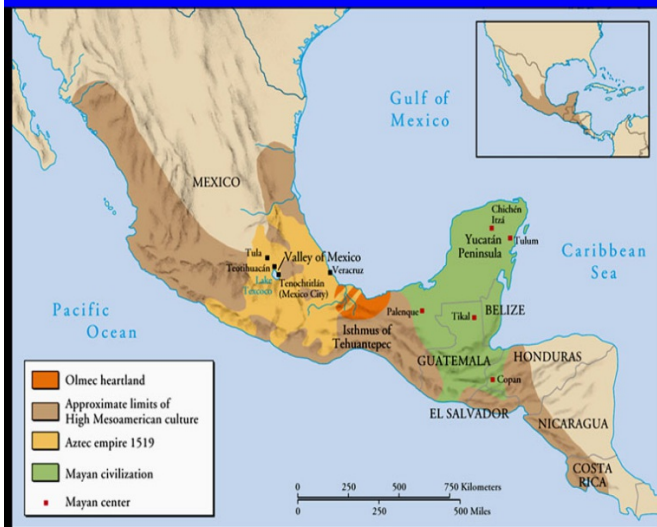 Gulf of
Mexico
MEXICO
Chichén
Itzá
Yucatán
Peninsula
Tulum
Caribbean
Sea
Tula
Valley of Mexico
Teotihuacán
Veracruz
Lake
Texcoco
Tenochtitlán
(Mexico City)
Pacific
Ocean
Palenque
Tikal
BELIZE
Isthmus of
Tehuantepec
GUATEMALA
HONDURAS
Copan
EL SALVADOR
NICARAGUA
COSTA
RICA
Olmec heartland
Approximate limits of
High Mesoamerican culture
Aztec empire 1519
Mayan civilization
Mayan center
0 250 500 750 Kilometers
0 250 500 Miles